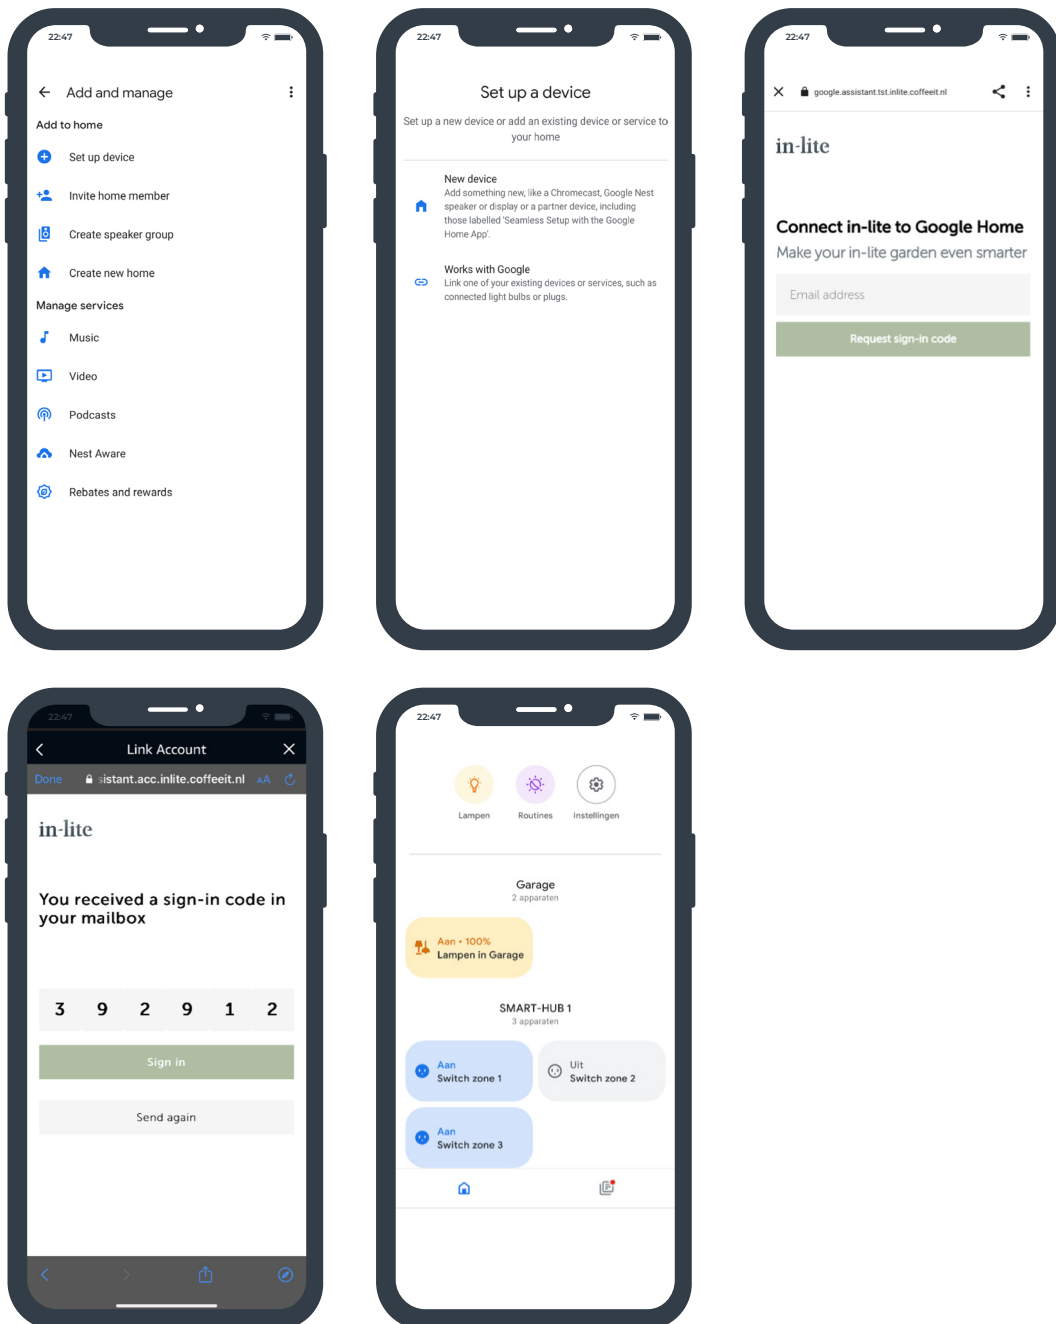 22:47
Add and manage
Add to home
Set up device
Invite home member
Create speaker group
Create new home
Manage services
Music
Video
Podcasts
Nest Aware
Rebates and rewards
22:47
Set up a device
Set up a new device or add an existing device or service to
your home
New device
Add something new, like a Chromecast, Google Nest
speaker or display or a partner device, including
those labelled 'Seamless Setup with the Google
Home App'.
Works with Google
Link one of your existing devices or services, such as
connected light bulbs or plugs.
22:47
google.assistant.tst.inlite.coffeeit.nl
in-lite
Connect in-lite to Google Home
Make your in-lite garden even smarter
Email address
Request sign-in code
22:47
Link Account
Done
sistant.acc.inlite.coffeeit.nl
AA
in-lite
You received a sign-in code in
your mailbox
3 9 2 9 1 2
Sign in
Send again
22:47
Lampen Routines Instellingen
Garage
2 apparaten
Aan • 100%
Lampen in Garage
SMART-HUB 1
3 apparaten
Aan
Switch zone 1
Uit
Switch zone 2
Aan
Switch zone 3